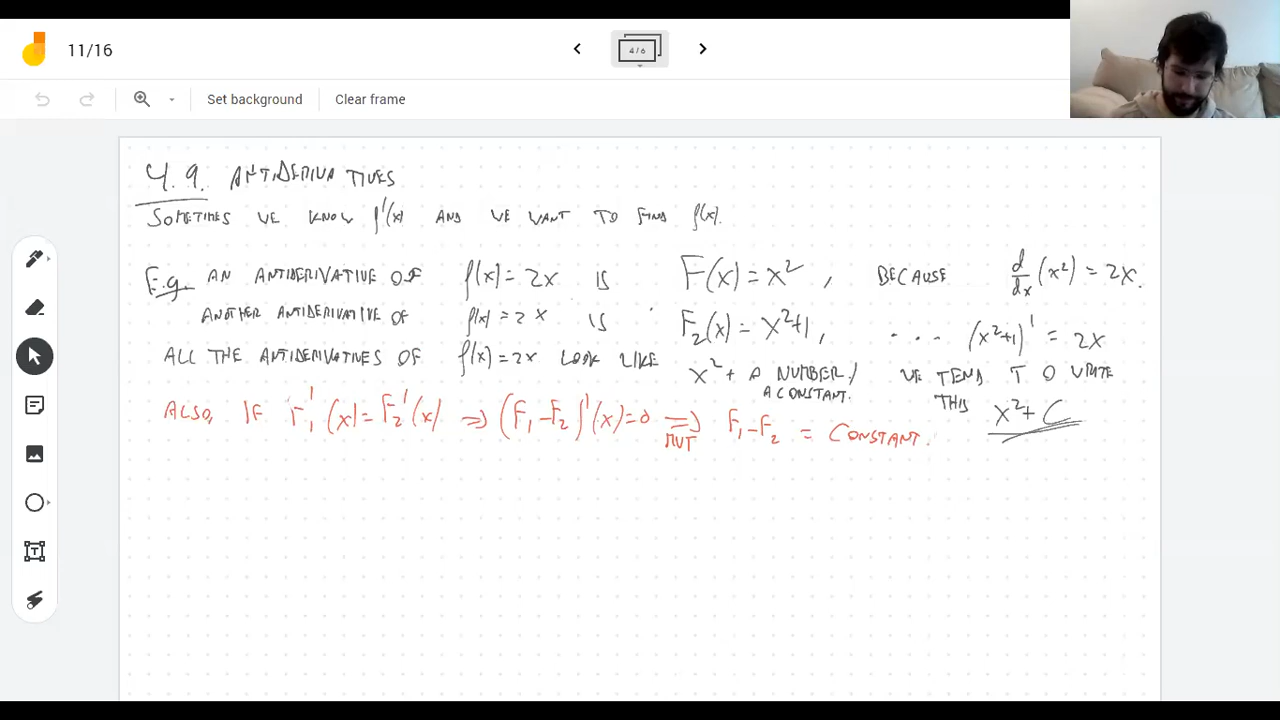 11/16
4/6
Set background
Clear frame
4.9. ANTIDERIVATIVES
SOMETIMES WE KNOW f'(x) AND WE WANT TO FIND f(x).
E.g. AN ANTIDERIVATIVE OF f(x) = 2x IS F(x) = x², BECAUSE d/dx (x²) = 2x.
ANOTHER ANTIDERIVATIVE OF f(x) = 2x IS F₂(x) = x²+1, ... (x²+1)' = 2x
ALL THE ANTIDERIVATIVES OF f(x) = 2x LOOK LIKE x² + A NUMBER / A CONSTANT. WE TEND TO WRITE THIS x² + C
ALSO, IF F₁'(x) = F₂'(x) ⇒ (F₁-F₂)'(x) = 0 ⇒ MVT F₁-F₂ = CONSTANT.